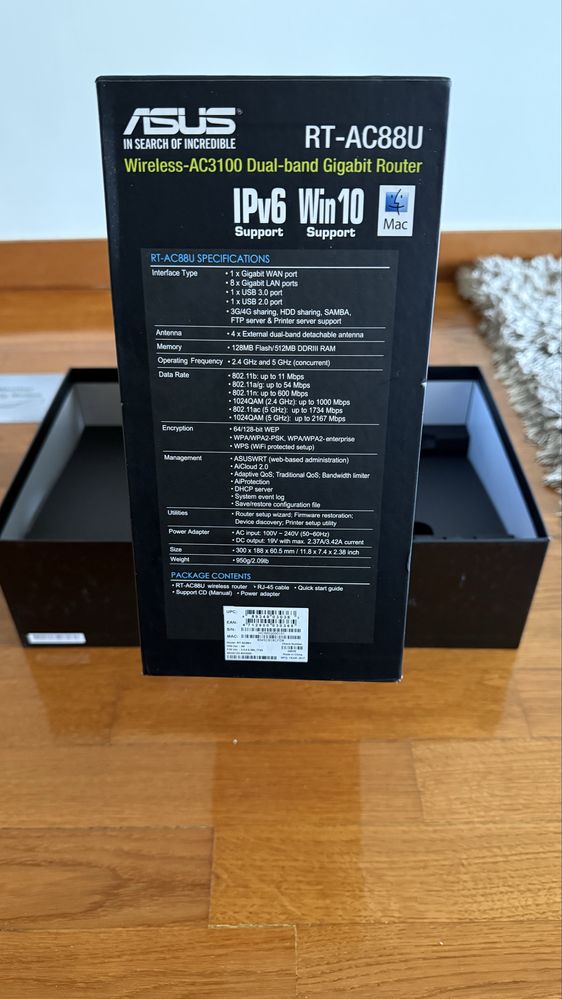 ASUS
IN SEARCH OF INCREDIBLE
RT-AC88U
Wireless-AC3100 Dual-band Gigabit Router
IPv6 Support
Win10 Support
Mac
RT-AC88U SPECIFICATIONS
Interface Type • 1 x Gigabit WAN port
• 8 x Gigabit LAN ports
• 1 x USB 3.0 port
• 1 x USB 2.0 port
• 3G/4G sharing, HDD sharing, SAMBA,
FTP server & Printer server support
Antenna • 4 x External dual-band detachable antenna
Memory • 128MB Flash/512MB DDRIII RAM
Operating Frequency • 2.4 GHz and 5 GHz (concurrent)
Data Rate • 802.11b: up to 11 Mbps
• 802.11a/g: up to 54 Mbps
• 802.11n: up to 600 Mbps
• 1024QAM (2.4 GHz): up to 1000 Mbps
• 802.11ac (5 GHz): up to 1734 Mbps
• 1024QAM (5 GHz): up to 2167 Mbps
Encryption • 64/128-bit WEP
• WPA/WPA2-PSK, WPA/WPA2-enterprise
• WPS (WiFi protected setup)
Management • ASUSWRT (web-based administration)
• AiCloud 2.0
• Adaptive QoS; Traditional QoS; Bandwidth limiter
• AiProtection
• DHCP server
• System event log
• Save/restore configuration file
Utilities • Router setup wizard; Firmware restoration;
Device discovery; Printer setup utility
Power Adapter • AC input: 100V ~ 240V (50~60Hz)
• DC output: 19V with max. 2.37A/3.42A current
Size • 300 x 188 x 60.5 mm / 11.8 x 7.4 x 2.38 inch
Weight • 950g/2.09lb
PACKAGE CONTENTS
• RT-AC88U wireless router • RJ-45 cable • Quick start guide
• Support CD (Manual) • Power adapter
UPC:
EAN:
S/N:
MAC: